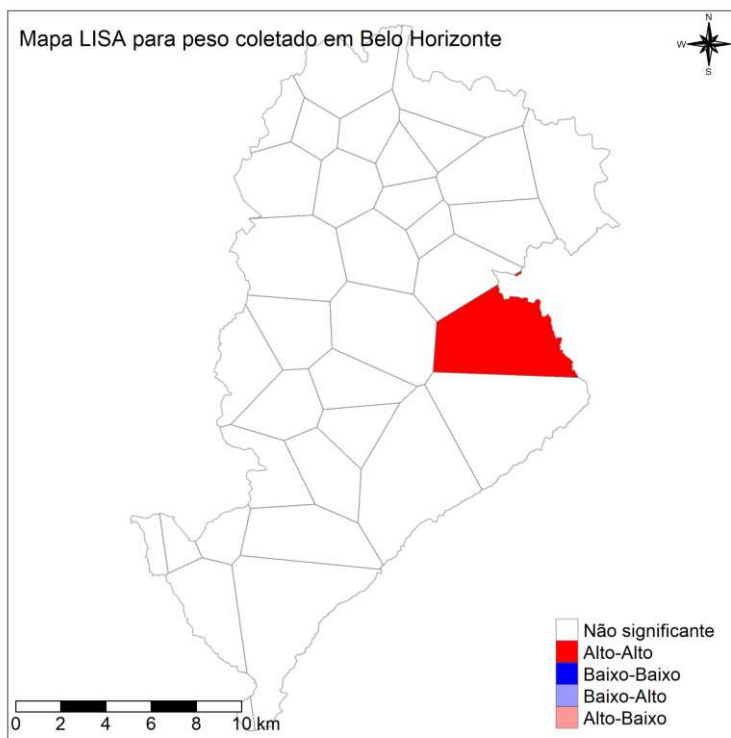 Mapa LISA para peso coletado em Belo Horizonte
N
W E
S
Não significante
Alto-Alto
Baixo-Baixo
Baixo-Alto
Alto-Baixo
0 2 4 6 8 10 km